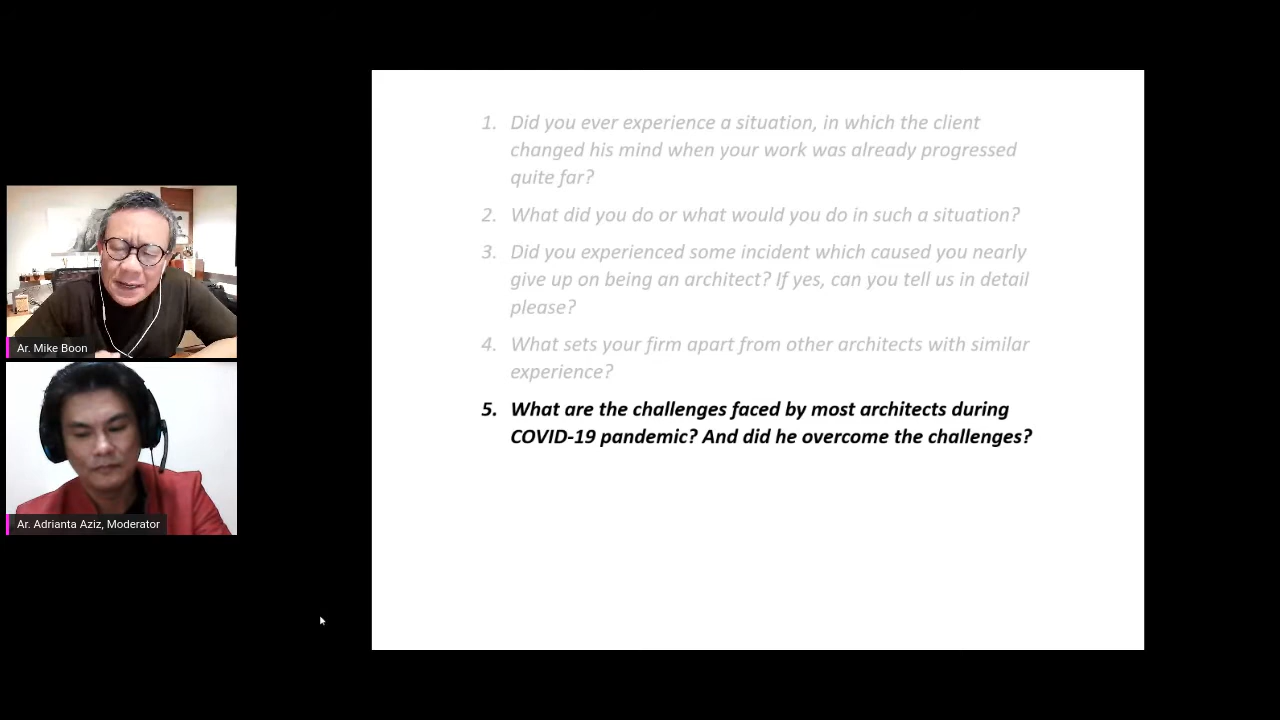 1. Did you ever experience a situation, in which the client
changed his mind when your work was already progressed
quite far?
2. What did you do or what would you do in such a situation?
3. Did you experienced some incident which caused you nearly
give up on being an architect? If yes, can you tell us in detail
please?
4. What sets your firm apart from other architects with similar
experience?
5. What are the challenges faced by most architects during
COVID-19 pandemic? And did he overcome the challenges?
Ar. Mike Boon
Ar. Adrianta Aziz, Moderator